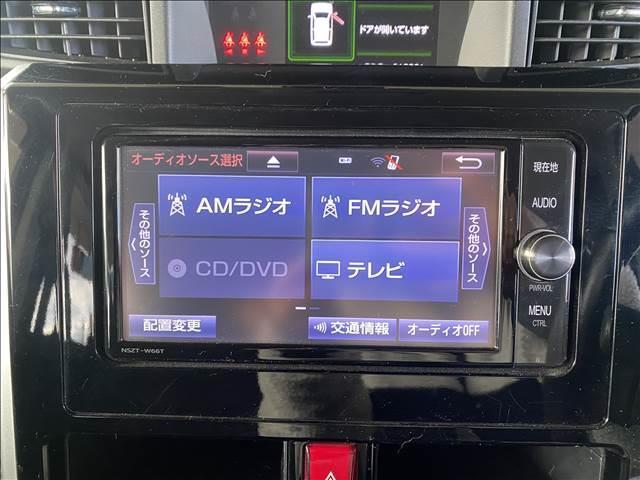 ドアが開いています
オーディオソース選択
現在地
AMラジオ
FMラジオ
AUDIO
その他のソース
その他のソース
CD/DVD
テレビ
PWR-VOL
配置変更
交通情報
オーディオOFF
MENU
CTRL
NSZT-W66T